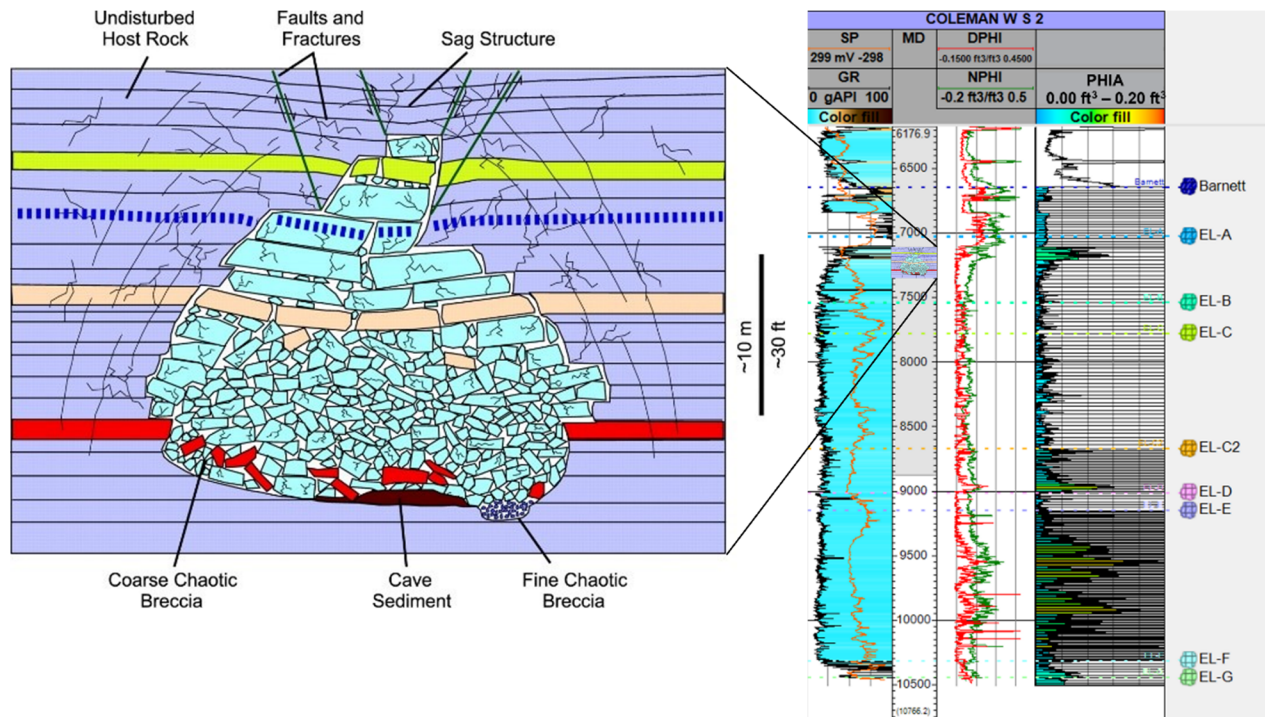 Undisturbed
Host Rock
Faults and
Fractures
Sag Structure
~10 m
~30 ft
Coarse Chaotic
Breccia
Cave
Sediment
Fine Chaotic
Breccia
COLEMAN W S 2
SP
MD
DPHI
299 mV -298
-0.1500 ft3/ft3 0.4500
GR
NPHI
PHIA
0 gAPI 100
-0.2 ft3/ft3 0.5
0.00 ft³ – 0.20 ft³
Color fill
Color fill
6176.9
6500
Barnett
Barnett
7000
EL-A
7500
EL-B
EL-C
8000
8500
EL-C2
9000
EL-D
EL-E
9500
10000
EL-F
EL-G
10500
(10766.2)